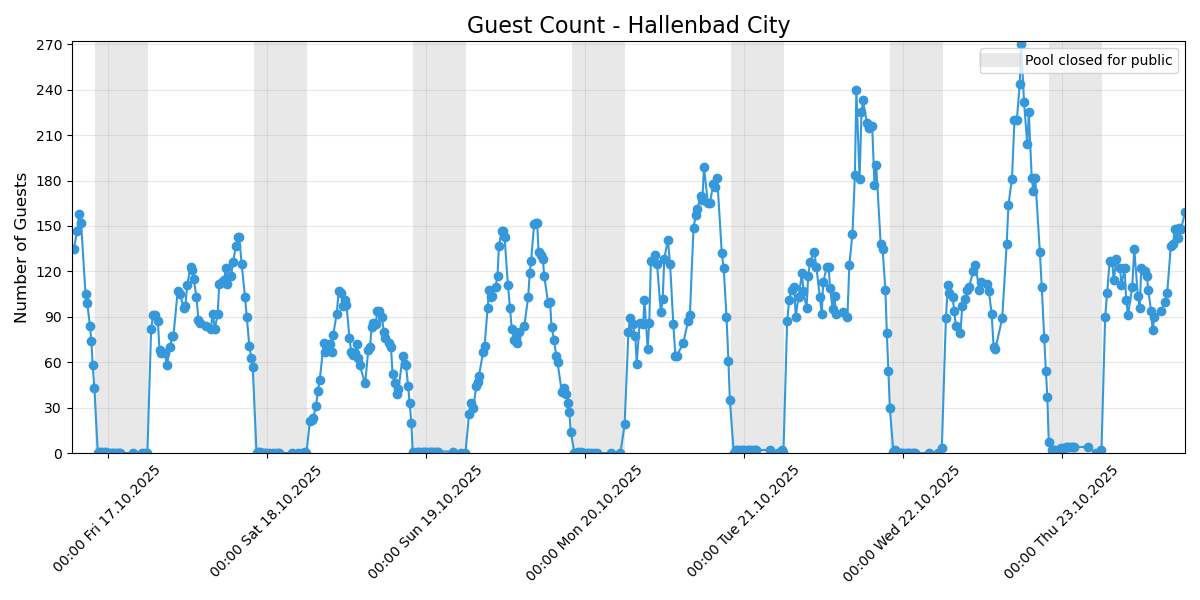 Guest Count - Hallenbad City
Pool closed for public
Number of Guests
270
240
210
180
150
120
90
60
30
0
00:00 Fri 17.10.2025
00:00 Sat 18.10.2025
00:00 Sun 19.10.2025
00:00 Mon 20.10.2025
00:00 Tue 21.10.2025
00:00 Wed 22.10.2025
00:00 Thu 23.10.2025